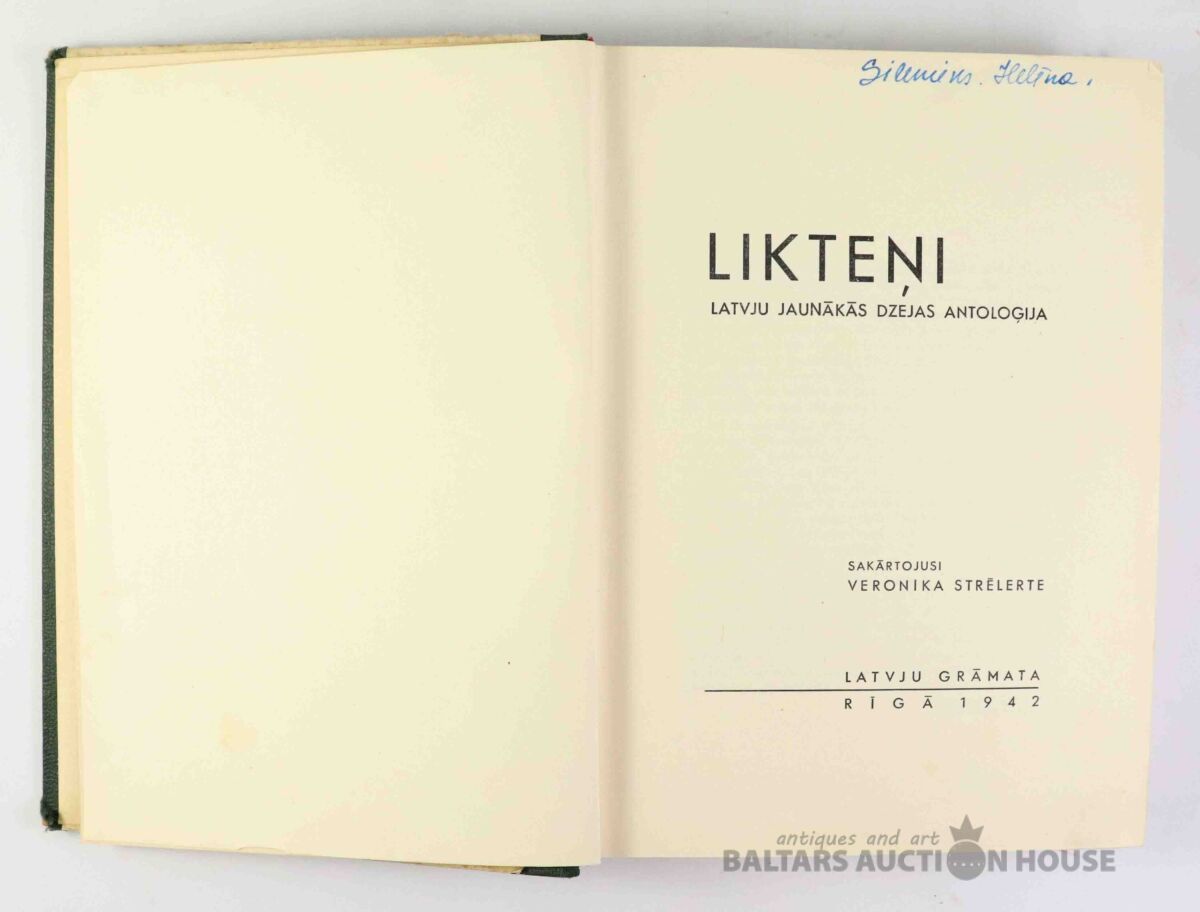 Helēna.
LIKTEŅI
LATVJU JAUNĀKĀS DZEJAS ANTOLOĢIJA
SAKĀRTOJUSI
VERONIKA STRĒLERTE
LATVJU GRĀMATA
RĪGĀ 1942
antiques and art
BALTARS AUCTION HOUSE